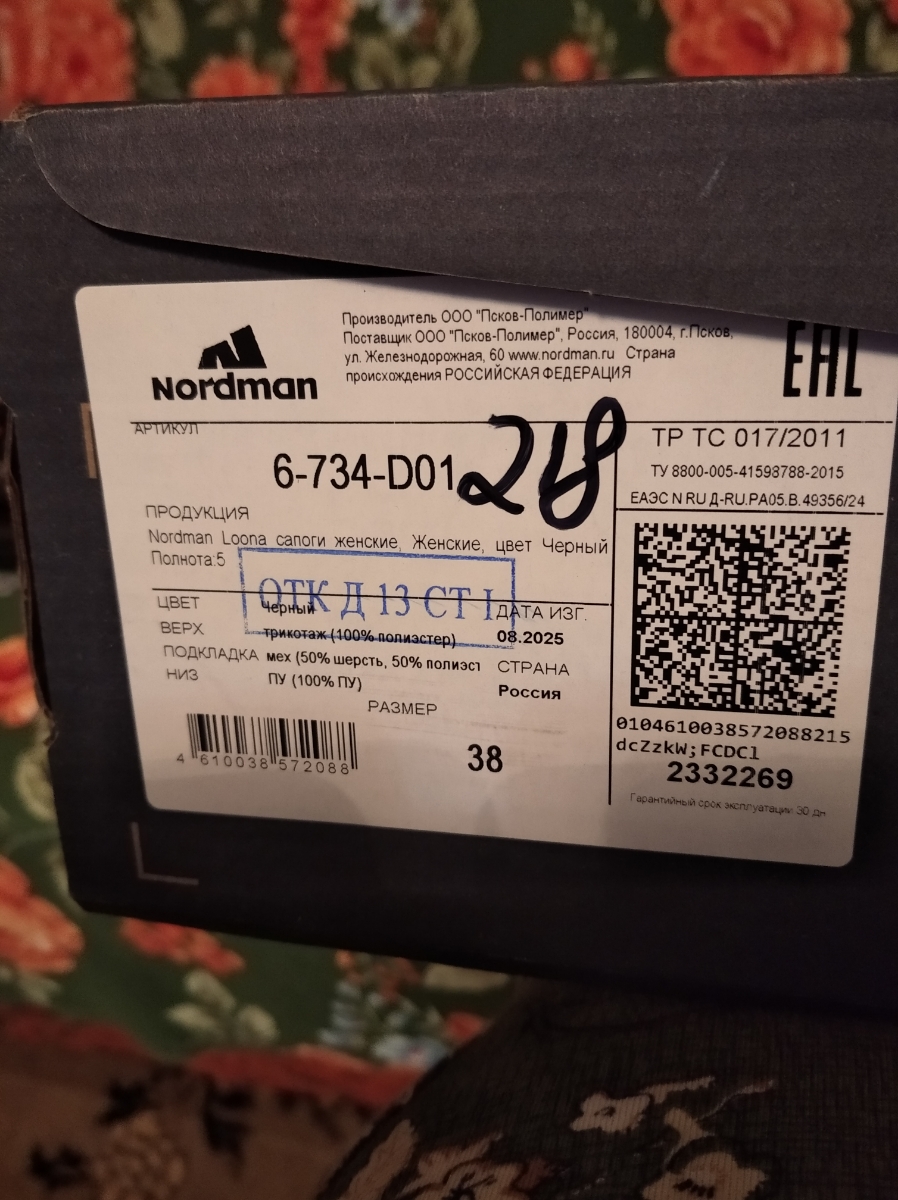 Nordman
Производитель ООО "Псков-Полимер"
Поставщик ООО "Псков-Полимер", Россия, 180004, г.Псков,
ул. Железнодорожная, 60 www.nordman.ru Страна
происхождения РОССИЙСКАЯ ФЕДЕРАЦИЯ
EAC
АРТИКУЛ
6-734-D01
218
ТР ТС 017/2011
ТУ 8800-005-41598788-2015
ЕАЭС N RU Д-RU.РА05.В.49356/24
ПРОДУКЦИЯ
Nordman Loona сапоги женские, Женские, цвет Черный
Полнота:5
ОТК Д 13 СТ I
ЦВЕТ черный
ВЕРХ трикотаж (100% полиэстер)
ПОДКЛАДКА мех (50% шерсть, 50% полиэст
НИЗ ПУ (100% ПУ)
ДАТА ИЗГ.
08.2025
СТРАНА
Россия
РАЗМЕР
38
4 610038 572088
0104610038572088215
dcZzkW;FCDCl
2332269
Гарантийный срок эксплуатации 30 дн